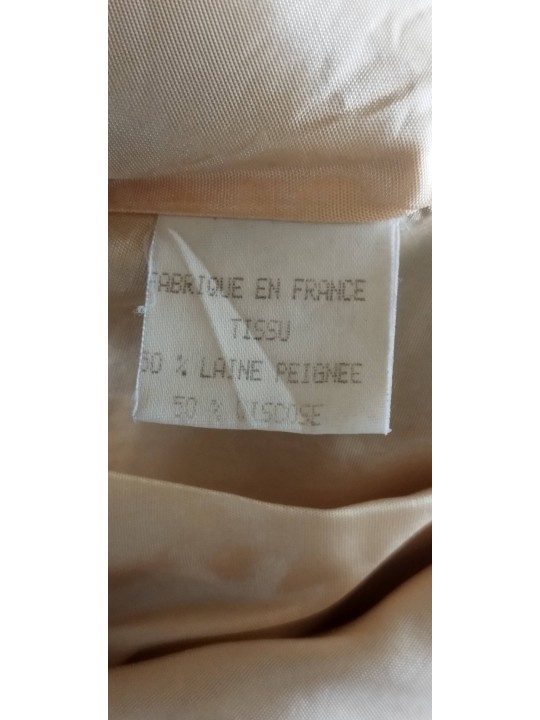 FABRIQUE EN FRANCE
TISSU
50 % LAINE PEIGNEE
50 % VISCOSE